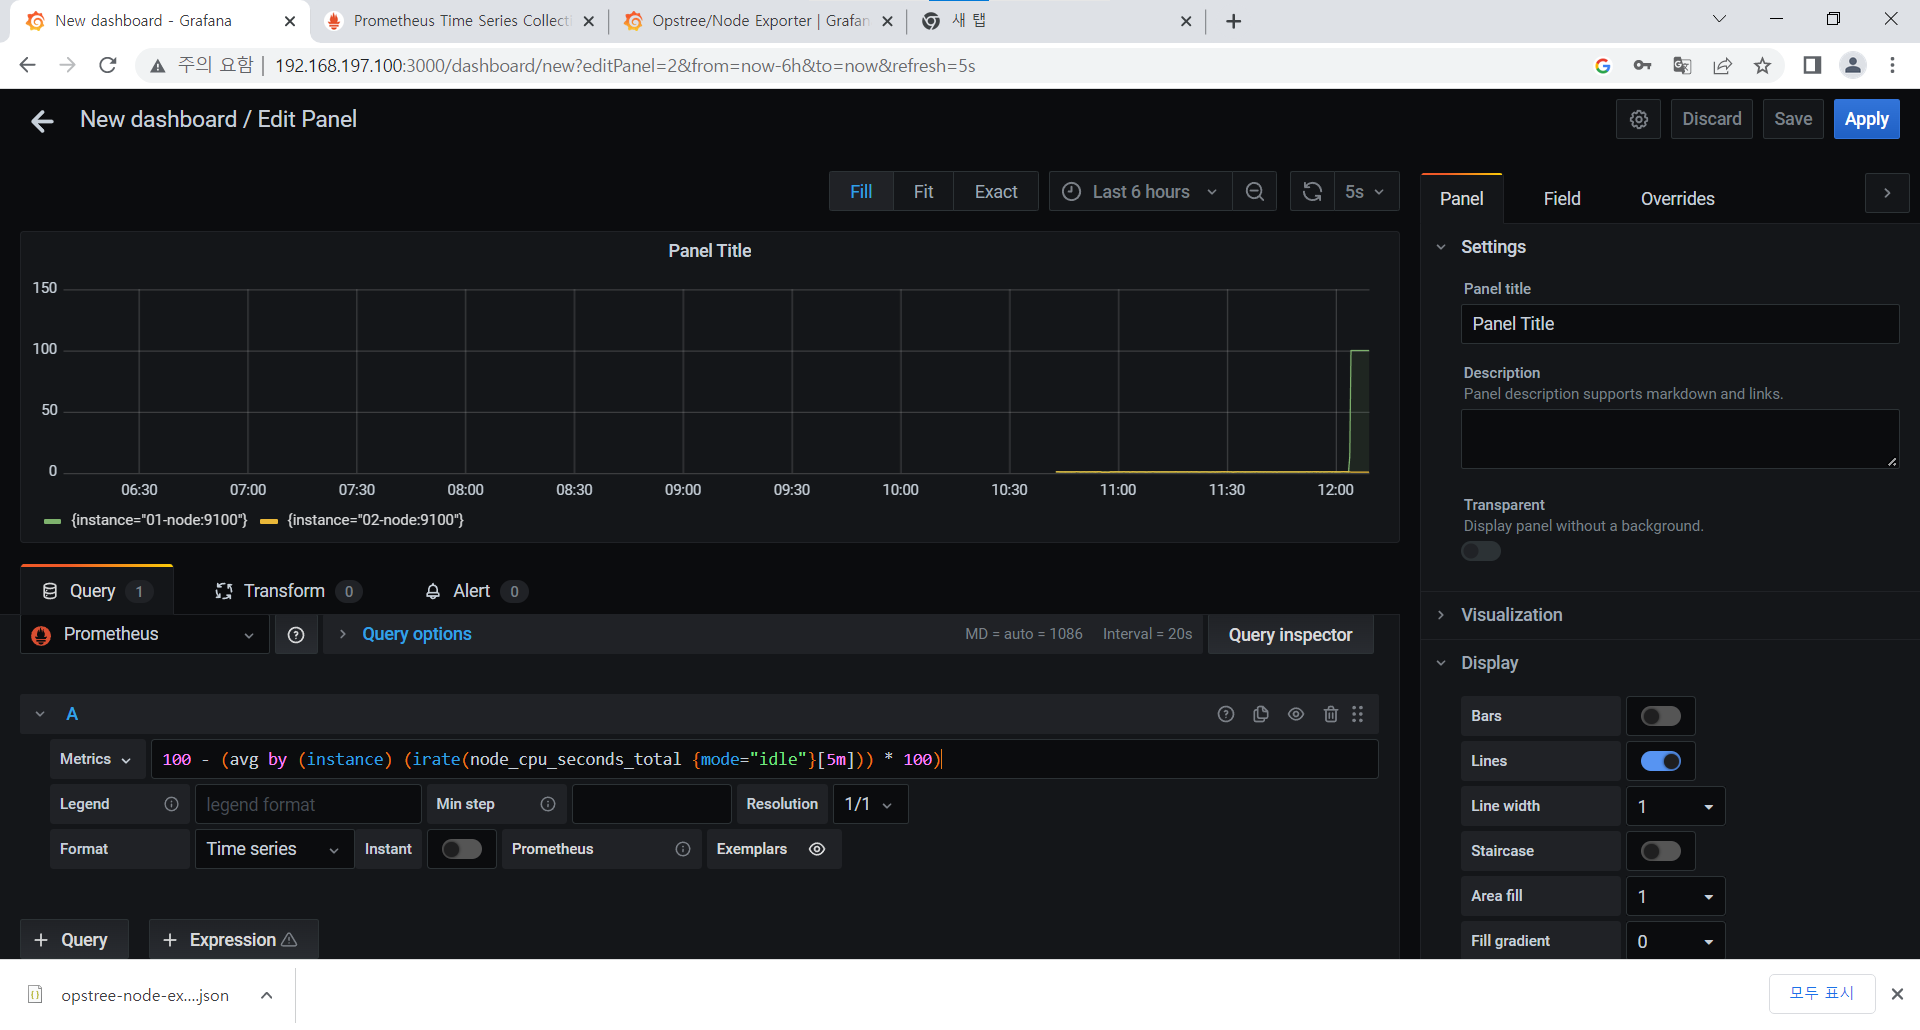 New dashboard - Grafana
Prometheus Time Series Collecti
Opstree/Node Exporter | Grafan
새 탭
주의 요함 | 192.168.197.100:3000/dashboard/new?editPanel=2&from=now-6h&to=now&refresh=5s
New dashboard / Edit Panel
Discard
Save
Apply
Fill
Fit
Exact
Last 6 hours
5s
Panel Title
150
100
50
0
06:30 07:00 07:30 08:00 08:30 09:00 09:30 10:00 10:30 11:00 11:30 12:00
{instance="01-node:9100"} {instance="02-node:9100"}
Query 1
Transform 0
Alert 0
Prometheus
Query options
MD = auto = 1086 Interval = 20s
Query inspector
A
Metrics
100 - (avg by (instance) (irate(node_cpu_seconds_total {mode="idle"}[5m])) * 100)
Legend
legend format
Min step
Resolution
1/1
Format
Time series
Instant
Prometheus
Exemplars
+ Query
+ Expression
Panel
Field
Overrides
Settings
Panel title
Panel Title
Description
Panel description supports markdown and links.
Transparent
Display panel without a background.
Visualization
Display
Bars
Lines
Line width 1
Staircase
Area fill 1
Fill gradient 0
opstree-node-ex....json
모두 표시